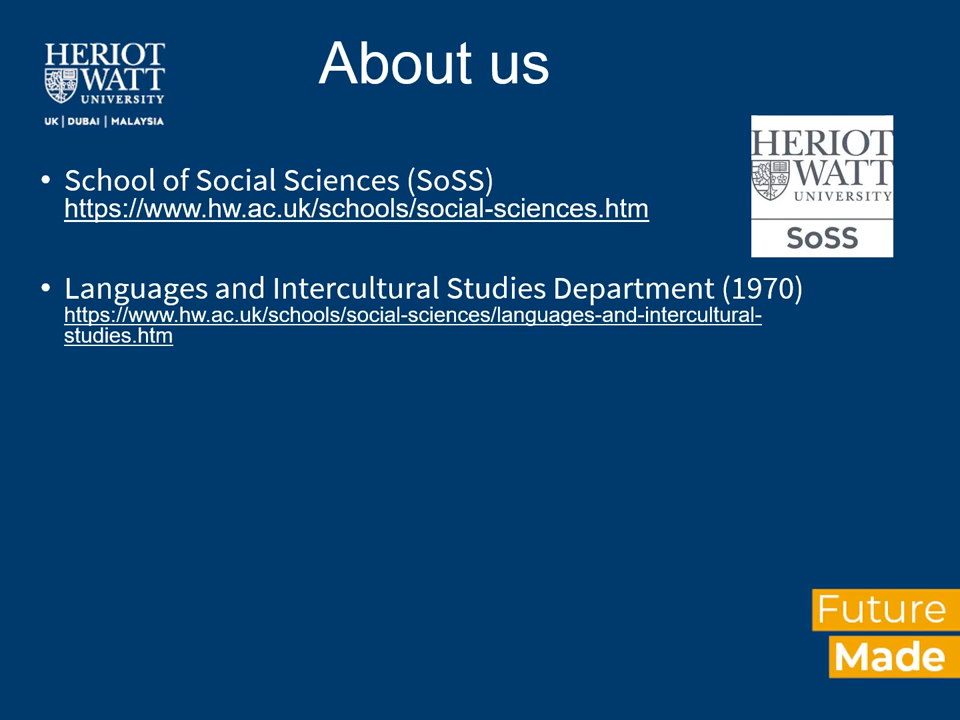 HERIOT
WATT
UNIVERSITY
UK | DUBAI | MALAYSIA
About us
HERIOT
WATT
UNIVERSITY
SoSS
• School of Social Sciences (SoSS)
https://www.hw.ac.uk/schools/social-sciences.htm
• Languages and Intercultural Studies Department (1970)
https://www.hw.ac.uk/schools/social-sciences/languages-and-intercultural-
studies.htm
Future
Made